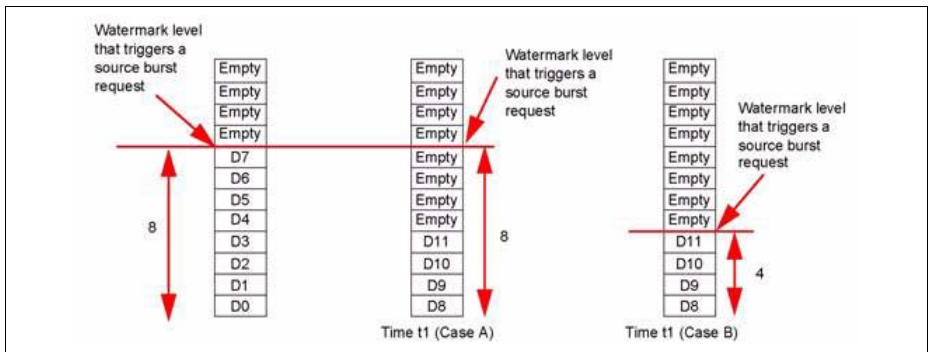 Watermark level
that triggers a
source burst
request
Empty
Empty
Empty
Empty
D7
D6
D5
D4
D3
D2
D1
D0
8
Watermark level
that triggers a
source burst
request
Empty
Empty
Empty
Empty
Empty
Empty
Empty
Empty
D11
D10
D9
D8
8
Time t1 (Case A)
Watermark level
that triggers a
source burst
request
Empty
Empty
Empty
Empty
Empty
Empty
Empty
Empty
D11
D10
D9
D8
4
Time t1 (Case B)